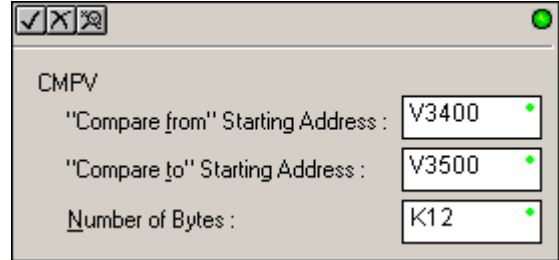 CMPV
"Compare from" Starting Address : V3400
"Compare to" Starting Address : V3500
Number of Bytes : K12